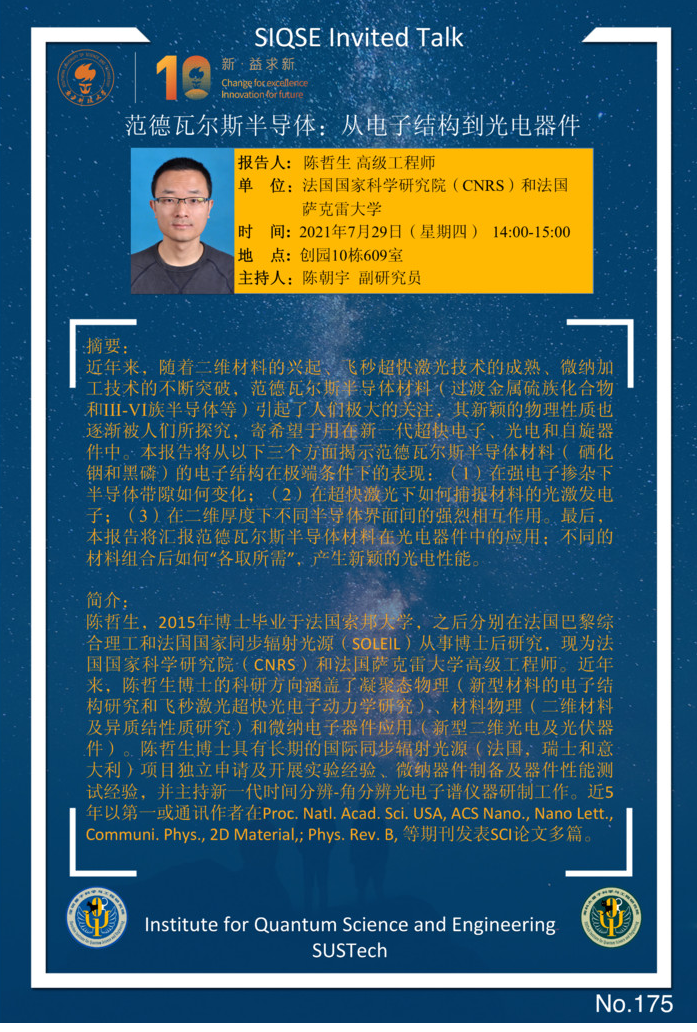 SIQSE Invited Talk
新·益求新
Change for excellence
Innovation for future
范德瓦尔斯半导体：从电子结构到光电器件
报告人：陈哲生 高级工程师
单 位：法国国家科学研究院（CNRS）和法国
萨克雷大学
时 间：2021年7月29日（星期四） 14:00-15:00
地 点：创园10栋609室
主持人：陈朝宇 副研究员
摘要：
近年来，随着二维材料的兴起、飞秒超快激光技术的成熟、微纳加
工技术的不断突破，范德瓦尔斯半导体材料（过渡金属硫族化合物
和III-VI族半导体等）引起了人们极大的关注，其新颖的物理性质也
逐渐被人们所探究，寄希望于用在新一代超快电子、光电和自旋器
件中。本报告将从以下三个方面揭示范德瓦尔斯半导体材料（ 硒化
铟和黑磷）的电子结构在极端条件下的表现：（1）在强电子掺杂下
半导体带隙如何变化；（2）在超快激光下如何捕捉材料的光激发电
子；（3）在二维厚度下不同半导体界面间的强烈相互作用。最后，
本报告将汇报范德瓦尔斯半导体材料在光电器件中的应用：不同的
材料组合后如何“各取所需”，产生新颖的光电性能。
简介：
陈哲生，2015年博士毕业于法国索邦大学，之后分别在法国巴黎综
合理工和法国国家同步辐射光源（SOLEIL）从事博士后研究，现为法
国国家科学研究院（CNRS）和法国萨克雷大学高级工程师。近年
来，陈哲生博士的科研方向涵盖了凝聚态物理（新型材料的电子结
构研究和飞秒激光超快光电子动力学研究）、材料物理（二维材料
及异质结性质研究）和微纳电子器件应用（新型二维光电及光伏器
件）。陈哲生博士具有长期的国际同步辐射光源（法国，瑞士和意
大利）项目独立申请及开展实验经验、微纳器件制备及器件性能测
试经验，并主持新一代时间分辨-角分辨光电子谱仪器研制工作。近5
年以第一或通讯作者在Proc. Natl. Acad. Sci. USA, ACS Nano., Nano Lett.,
Communi. Phys., 2D Material,; Phys. Rev. B, 等期刊发表SCI论文多篇。
Institute for Quantum Science and Engineering
SUSTech
No.175